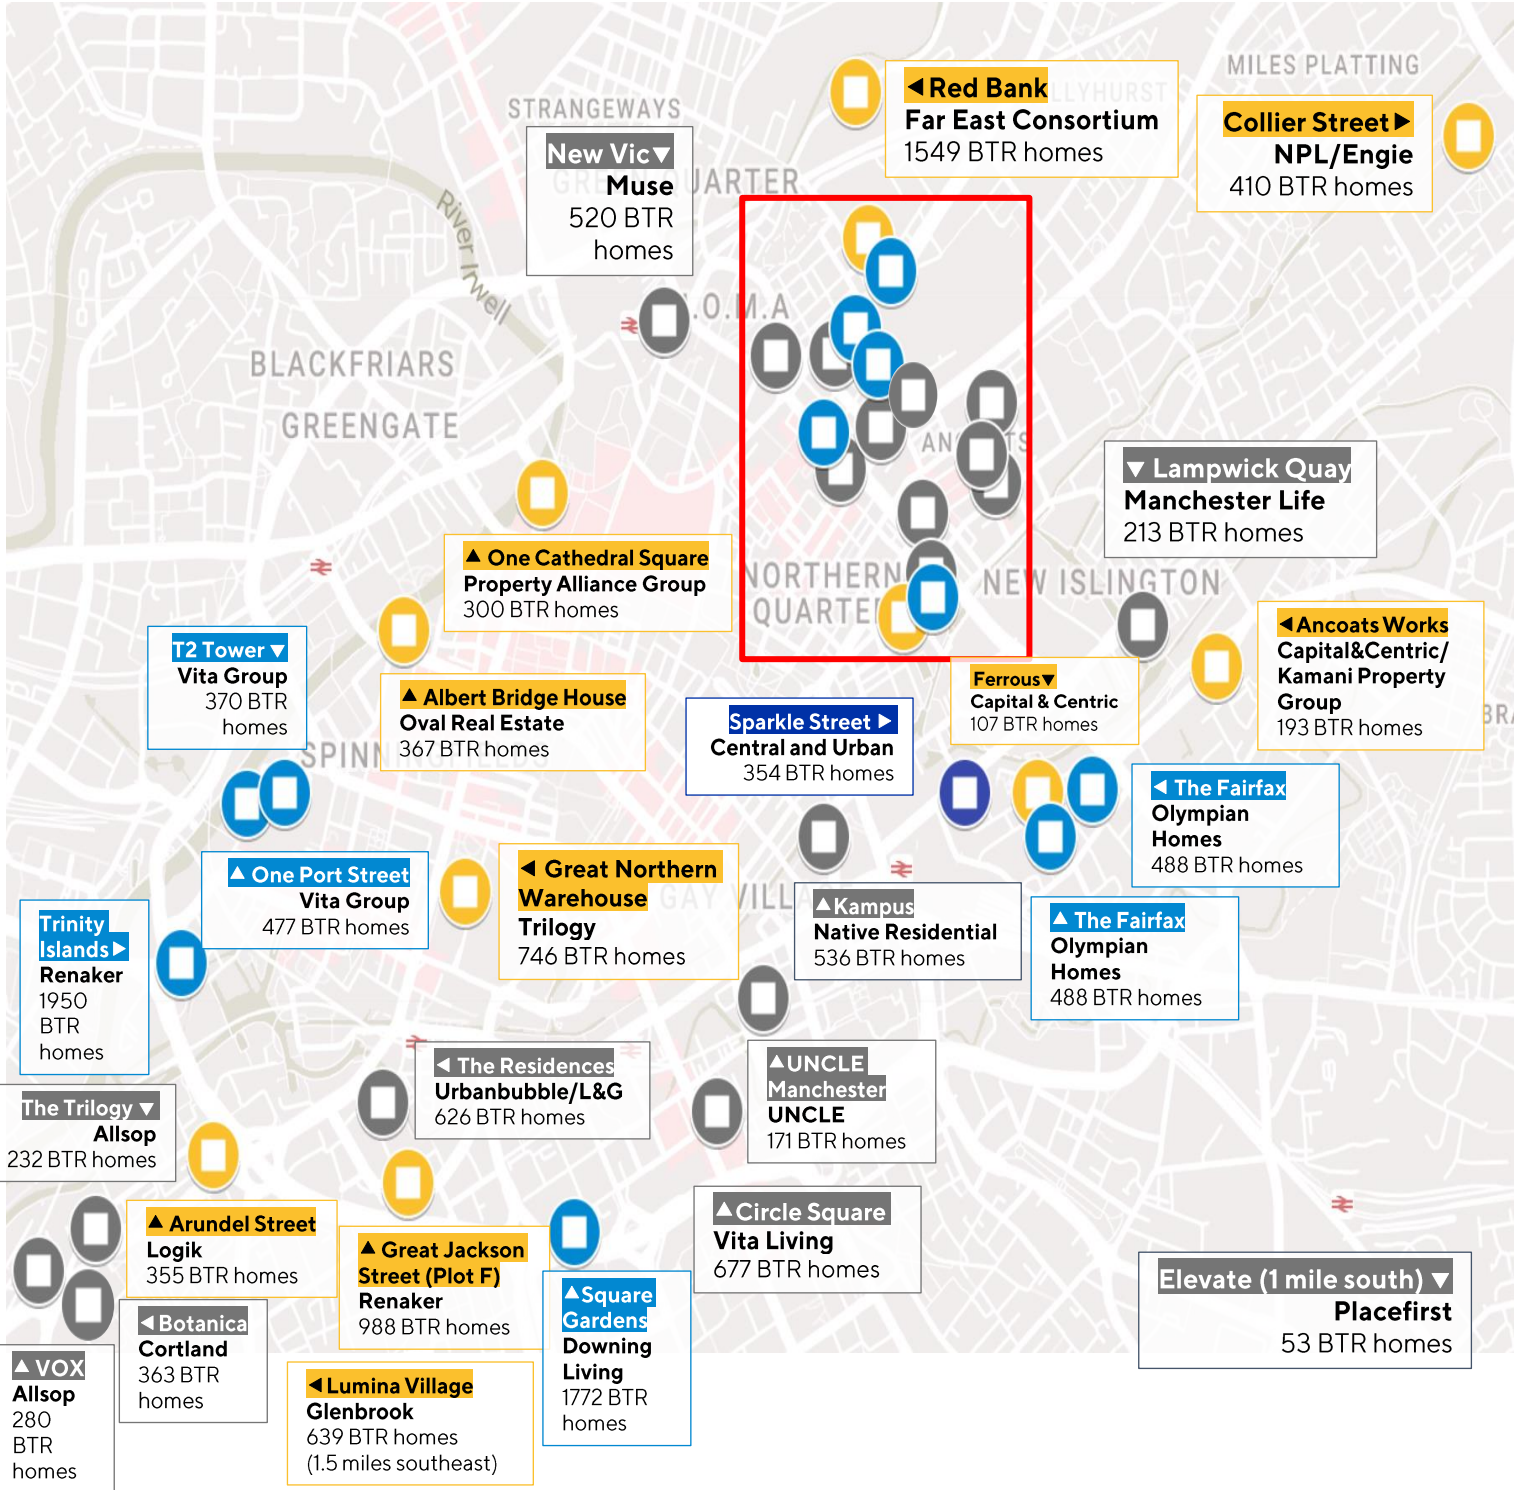 MILES PLATTING
STRANGEWAYS
◄Red Bank
LLYHURST
Far East Consortium
1549 BTR homes
Collier Street►
NPL/Engie
410 BTR homes
New Vic▼
Muse
520 BTR
homes
GREEN QUARTER
River Irwell
.O.M.A
BLACKFRIARS
GREENGATE
▼ Lampwick Quay
Manchester Life
213 BTR homes
▲ One Cathedral Square
Property Alliance Group
300 BTR homes
NORTHERN
QUARTE
NEW ISLINGTON
◄Ancoats Works
Capital&Centric/
Kamani Property
Group
193 BTR homes
T2 Tower ▼
Vita Group
370 BTR
homes
▲ Albert Bridge House
Oval Real Estate
367 BTR homes
Ferrous▼
Capital & Centric
107 BTR homes
Sparkle Street ►
Central and Urban
354 BTR homes
◄ The Fairfax
Olympian
Homes
488 BTR homes
▲ One Port Street
Vita Group
477 BTR homes
◄ Great Northern
Warehouse
Trilogy
746 BTR homes
GAY VILLA
▲Kampus
Native Residential
536 BTR homes
▲ The Fairfax
Olympian
Homes
488 BTR homes
Trinity
Islands►
Renaker
1950
BTR
homes
◄ The Residences
Urbanbubble/L&G
626 BTR homes
▲UNCLE
Manchester
UNCLE
171 BTR homes
The Trilogy ▼
Allsop
232 BTR homes
▲ Arundel Street
Logik
355 BTR homes
▲ Great Jackson
Street (Plot F)
Renaker
988 BTR homes
▲Circle Square
Vita Living
677 BTR homes
▲Square
Gardens
Downing
Living
1772 BTR
homes
Elevate (1 mile south) ▼
Placefirst
53 BTR homes
◄Botanica
Cortland
363 BTR
homes
▲ VOX
Allsop
280
BTR
homes
◄Lumina Village
Glenbrook
639 BTR homes
(1.5 miles southeast)